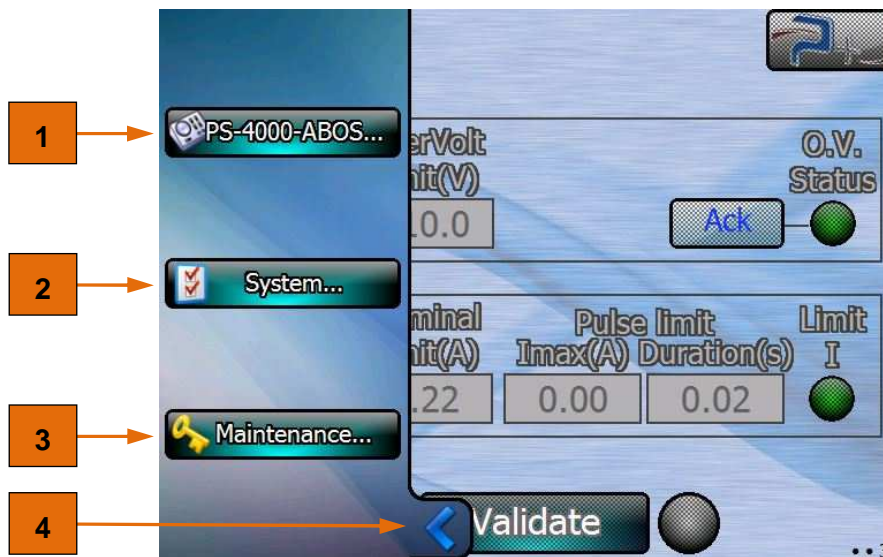 1
PS-4000-ABOS...
erVolt
nit(V)
.0.0
O.V.
Status
Ack
2
System...
minal
nit(A)
.22
Pulse limit
Imax(A) Duration(s)
0.00
0.02
Limit
I
3
Maintenance...
4
Validate